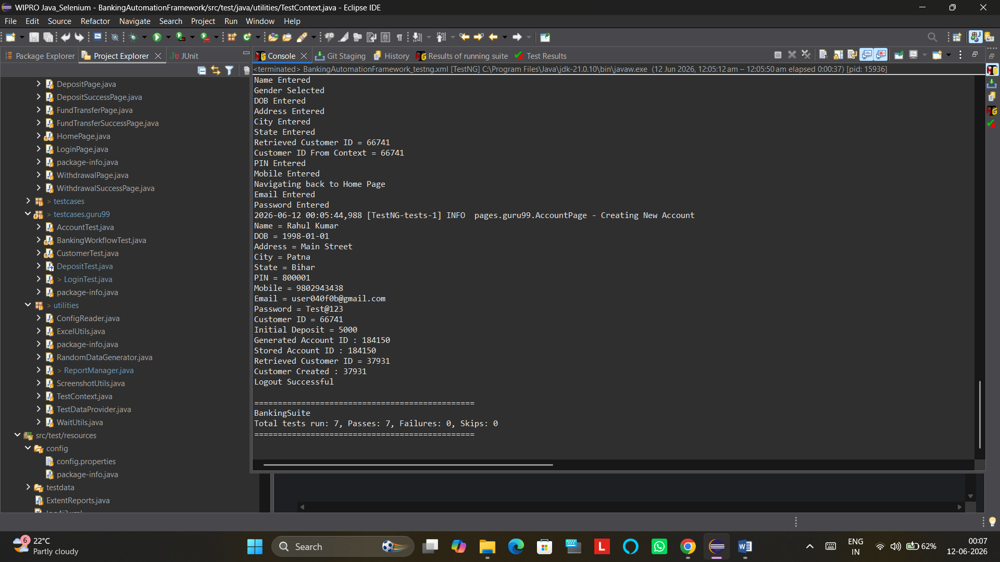 WIPRO Java_Selenium - BankingAutomationFramework/src/test/java/utilities/TestContext.java - Eclipse IDE
File Edit Source Refactor Navigate Search Project Run Window Help
Package Explorer Project Explorer JUnit
Console Git Staging History Results of running suite Test Results
<terminated> BankingAutomationFramework_testng.xml [TestNG] C:\Program Files\Java\jdk-21.0.10\bin\javaw.exe (12 Jun 2026, 12:05:12 am – 12:05:50 am elapsed 0:00:37) [pid: 15936]
DepositPage.java
DepositSuccessPage.java
FundTransferPage.java
FundTransferSuccessPage.java
HomePage.java
LoginPage.java
package-info.java
WithdrawalPage.java
WithdrawalSuccessPage.java
> testcases
> testcases.guru99
AccountTest.java
BankingWorkflowTest.java
CustomerTest.java
DepositTest.java
> LoginTest.java
package-info.java
> utilities
ConfigReader.java
ExcelUtils.java
package-info.java
RandomDataGenerator.java
> ReportManager.java
ScreenshotUtils.java
TestContext.java
TestDataProvider.java
WaitUtils.java
src/test/resources
config
config.properties
package-info.java
testdata
ExtentReports.java
log4j2.xml
Name Entered
Gender Selected
DOB Entered
Address Entered
City Entered
State Entered
Retrieved Customer ID = 66741
Customer ID From Context = 66741
PIN Entered
Mobile Entered
Navigating back to Home Page
Email Entered
Password Entered
2026-06-12 00:05:44,988 [TestNG-tests-1] INFO  pages.guru99.AccountPage - Creating New Account
Name = Rahul Kumar
DOB = 1998-01-01
Address = Main Street
City = Patna
State = Bihar
PIN = 800001
Mobile = 9802943438
Email = user040f0b@gmail.com
Password = Test@123
Customer ID = 66741
Initial Deposit = 5000
Generated Account ID : 184150
Stored Account ID : 184150
Retrieved Customer ID = 37931
Customer Created : 37931
Logout Successful
===============================================
BankingSuite
Total tests run: 7, Passes: 7, Failures: 0, Skips: 0
===============================================
6
22°C
Partly cloudy
Search
L
ENG
IN
62%
00:07
12-06-2026